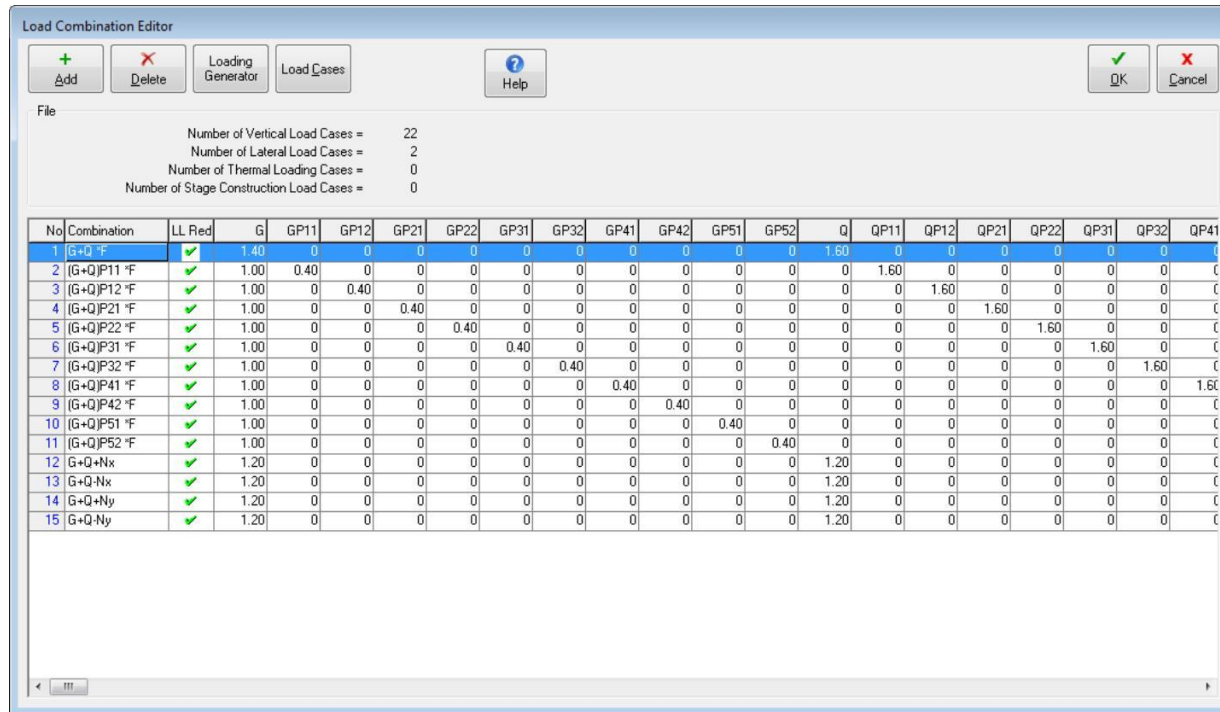 Load Combination Editor
Add Delete Loading Generator Load Cases Help OK Cancel
File
Number of Vertical Load Cases = 22
Number of Lateral Load Cases = 2
Number of Thermal Loading Cases = 0
Number of Stage Construction Load Cases = 0
No Combination LL Red G GP11 GP12 GP21 GP22 GP31 GP32 GP41 GP42 GP51 GP52 Q QP11 QP12 QP21 QP22 QP31 QP32 QP41
1 G+Q *F 1.40 0 0 0 0 0 0 0 0 0 0 1.60 0 0 0 0 0 0 0
2 (G+Q)P11 *F 1.00 0.40 0 0 0 0 0 0 0 0 0 0 1.60 0 0 0 0 0 0
3 (G+Q)P12 *F 1.00 0 0.40 0 0 0 0 0 0 0 0 0 0 1.60 0 0 0 0 0
4 (G+Q)P21 *F 1.00 0 0 0.40 0 0 0 0 0 0 0 0 0 0 1.60 0 0 0 0
5 (G+Q)P22 *F 1.00 0 0 0 0.40 0 0 0 0 0 0 0 0 0 0 1.60 0 0 0
6 (G+Q)P31 *F 1.00 0 0 0 0 0.40 0 0 0 0 0 0 0 0 0 0 1.60 0 0
7 (G+Q)P32 *F 1.00 0 0 0 0 0 0.40 0 0 0 0 0 0 0 0 0 0 1.60 0
8 (G+Q)P41 *F 1.00 0 0 0 0 0 0 0.40 0 0 0 0 0 0 0 0 0 0 1.60
9 (G+Q)P42 *F 1.00 0 0 0 0 0 0 0 0.40 0 0 0 0 0 0 0 0 0 0
10 (G+Q)P51 *F 1.00 0 0 0 0 0 0 0 0 0.40 0 0 0 0 0 0 0 0 0
11 (G+Q)P52 *F 1.00 0 0 0 0 0 0 0 0 0 0.40 0 0 0 0 0 0 0 0
12 G+Q+Nx 1.20 0 0 0 0 0 0 0 0 0 0 1.20 0 0 0 0 0 0 0
13 G+Q-Nx 1.20 0 0 0 0 0 0 0 0 0 0 1.20 0 0 0 0 0 0 0
14 G+Q+Ny 1.20 0 0 0 0 0 0 0 0 0 0 1.20 0 0 0 0 0 0 0
15 G+Q-Ny 1.20 0 0 0 0 0 0 0 0 0 0 1.20 0 0 0 0 0 0 0